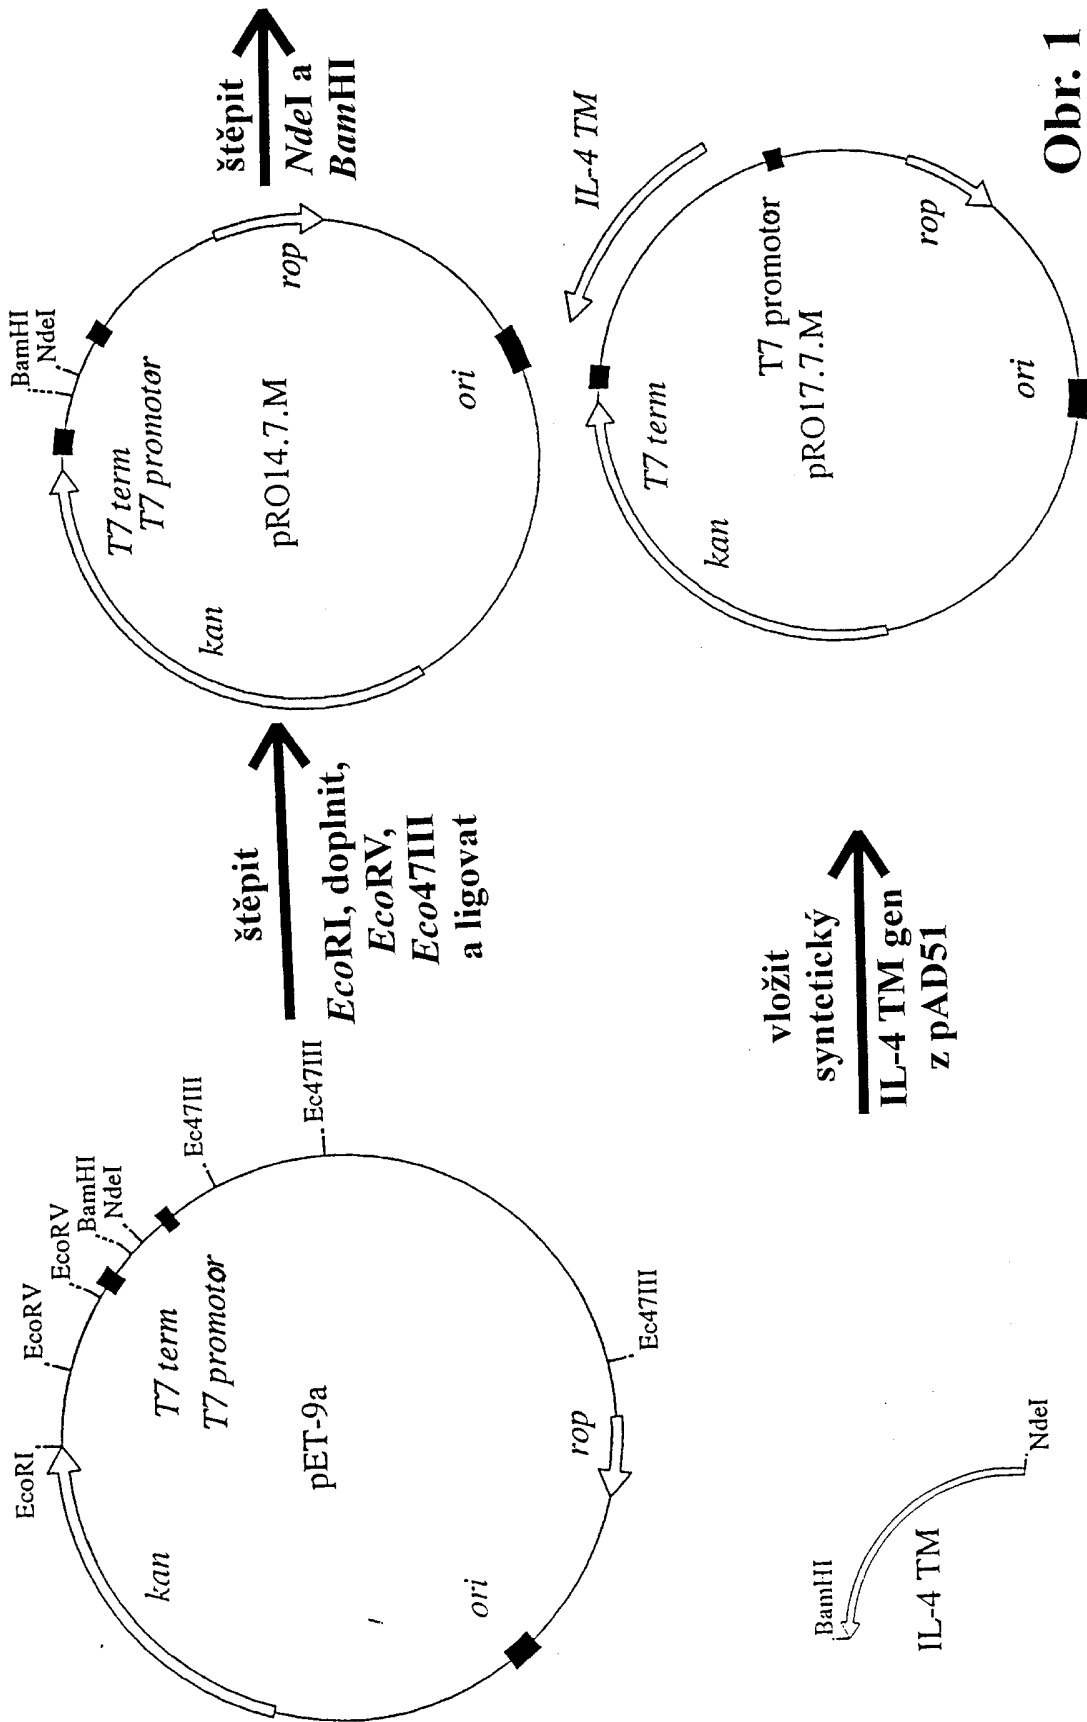 EcoRI
EcoRV
EcoRV
BamHI
NdeI
Ec47III
Ec47III
Ec47III
kan
T7 term
T7 promotor
pET-9a
ori
rop
štěpit
EcoRI, doplnit,
EcoRV,
Eco47III
a ligovat
BamHI
NdeI
T7 term
T7 promotor
kan
pRO14.7.M
rop
ori
štěpit
NdeI a
BamHI
BamHI
IL-4 TM
NdeI
vložit
syntetický
IL-4 TM gen
z pAD51
IL-4 TM
T7 term
kan
T7 promotor
pRO17.7.M
rop
ori
Obr. 1